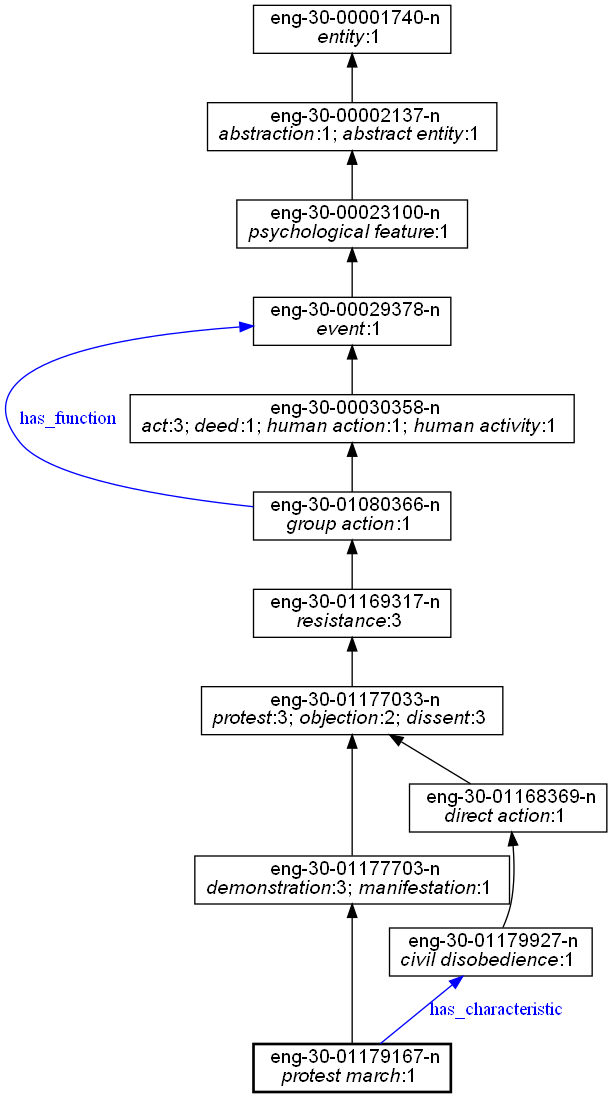 eng-30-00001740-n
entity:1
eng-30-00002137-n
abstraction:1; abstract entity:1
eng-30-00023100-n
psychological feature:1
eng-30-00029378-n
event:1
has_function
eng-30-00030358-n
act:3; deed:1; human action:1; human activity:1
eng-30-01080366-n
group action:1
eng-30-01169317-n
resistance:3
eng-30-01177033-n
protest:3; objection:2; dissent:3
eng-30-01168369-n
direct action:1
eng-30-01177703-n
demonstration:3; manifestation:1
eng-30-01179927-n
civil disobedience:1
has_characteristic
eng-30-01179167-n
protest march:1